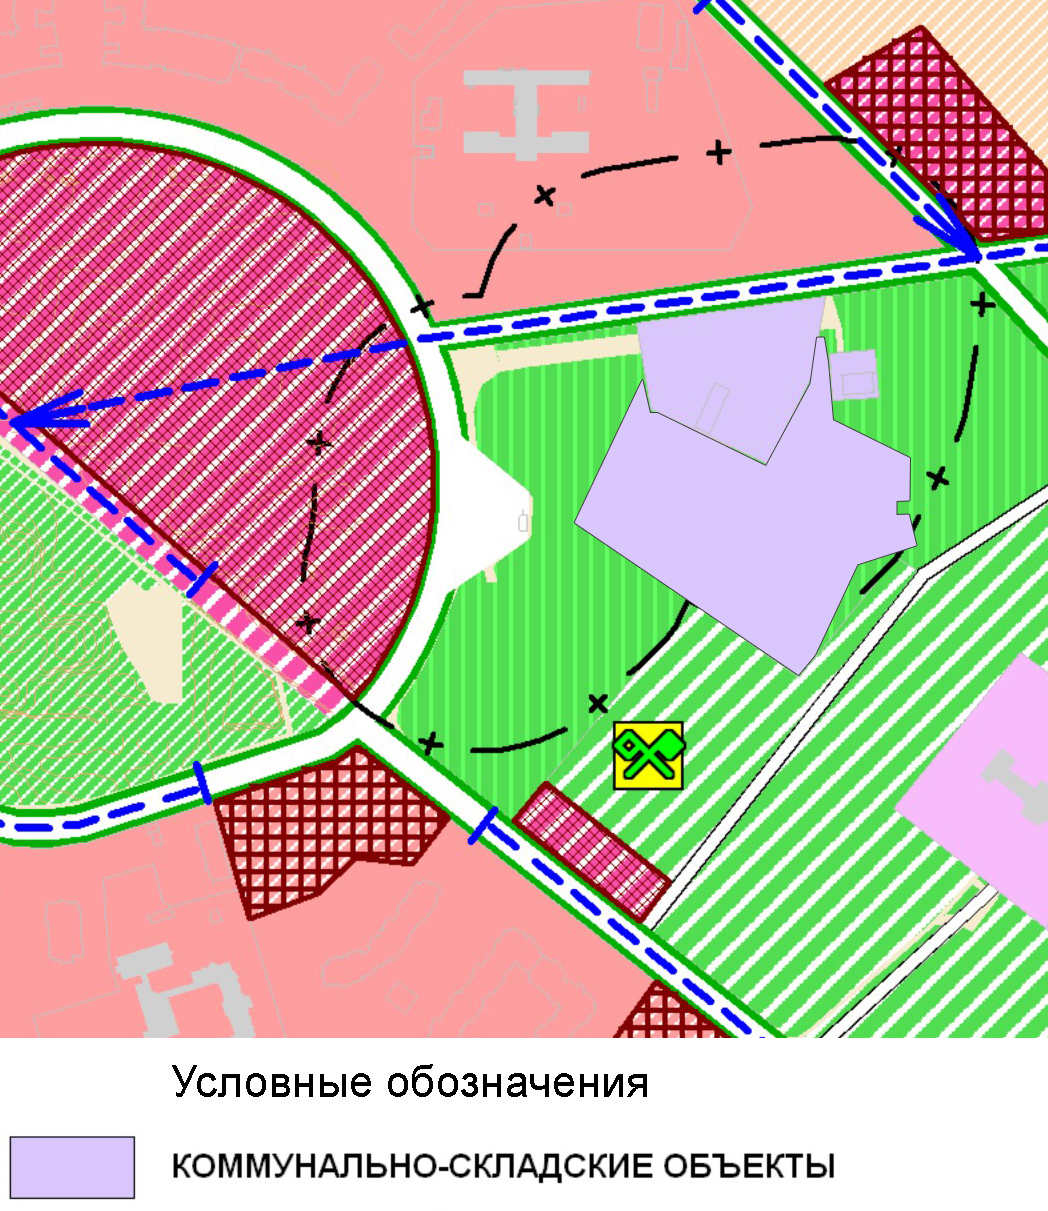 Условные обозначения
КОММУНАЛЬНО-СКЛАДСКИЕ ОБЪЕКТЫ